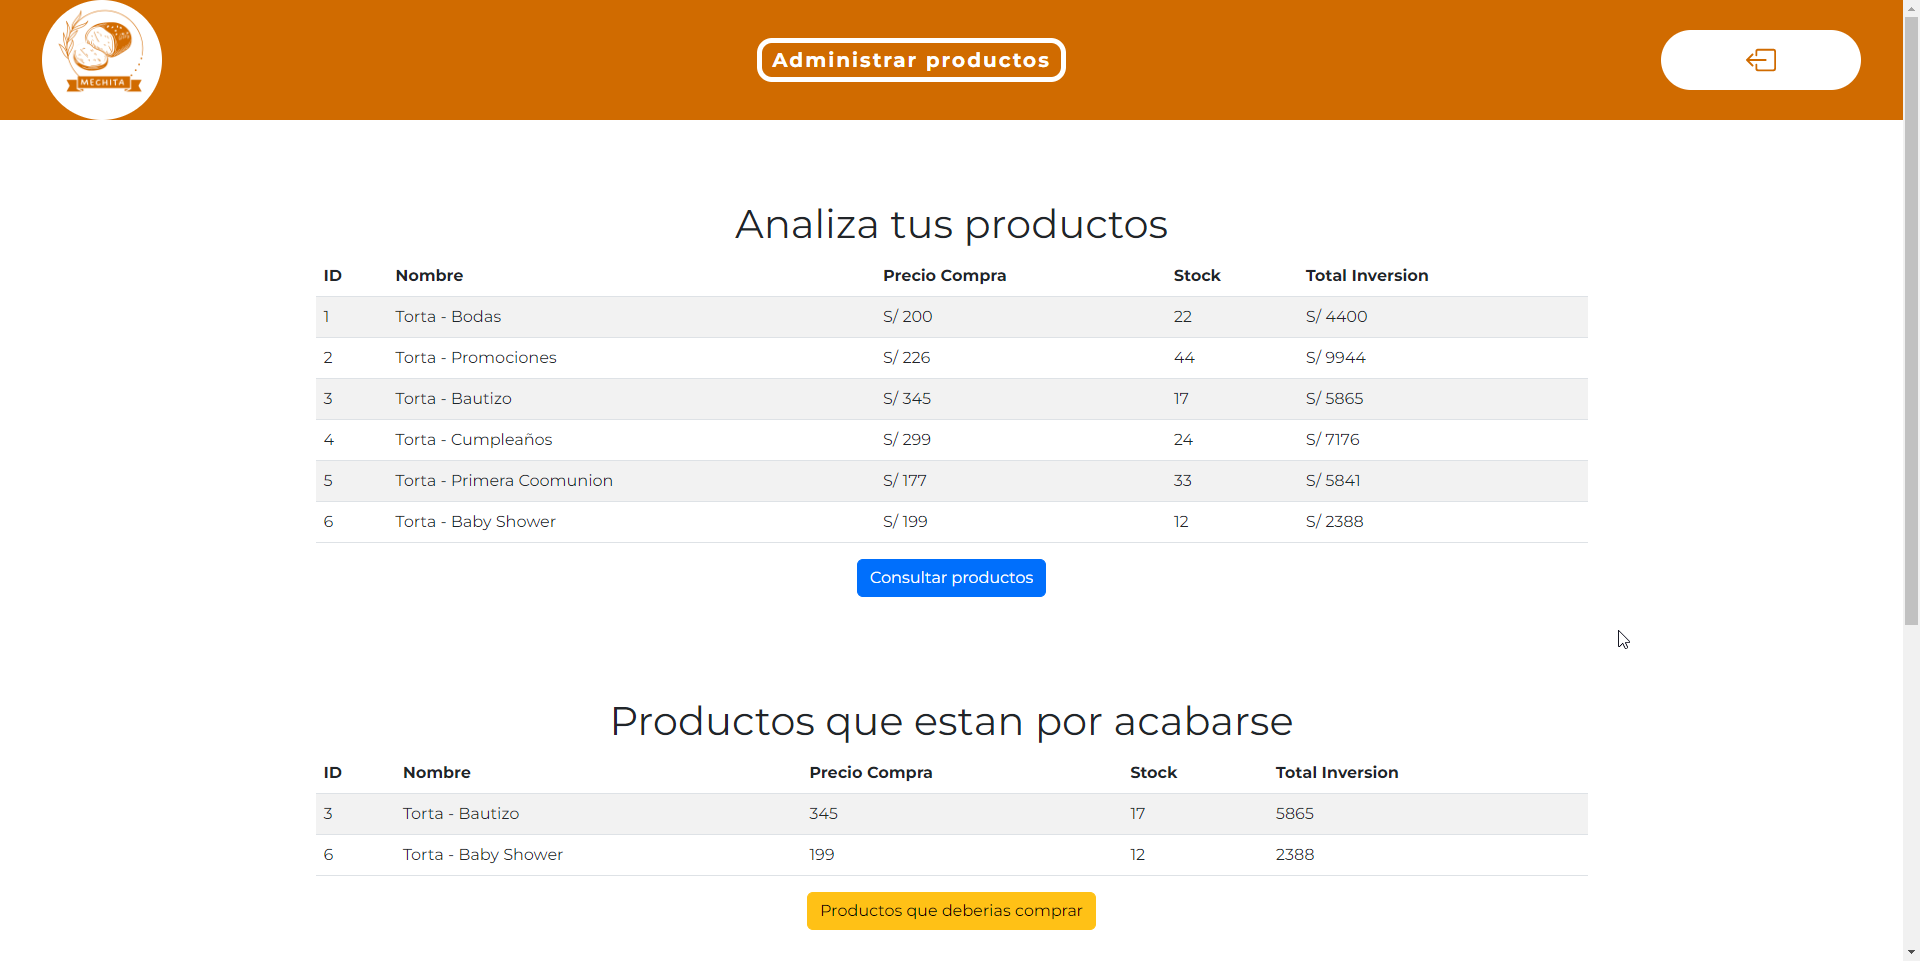 MECHITA
Administrar productos
Analiza tus productos
ID Nombre Precio Compra Stock Total Inversion
1 Torta - Bodas S/ 200 22 S/ 4400
2 Torta - Promociones S/ 226 44 S/ 9944
3 Torta - Bautizo S/ 345 17 S/ 5865
4 Torta - Cumpleaños S/ 299 24 S/ 7176
5 Torta - Primera Coomunion S/ 177 33 S/ 5841
6 Torta - Baby Shower S/ 199 12 S/ 2388
Consultar productos
Productos que estan por acabarse
ID Nombre Precio Compra Stock Total Inversion
3 Torta - Bautizo 345 17 5865
6 Torta - Baby Shower 199 12 2388
Productos que deberias comprar